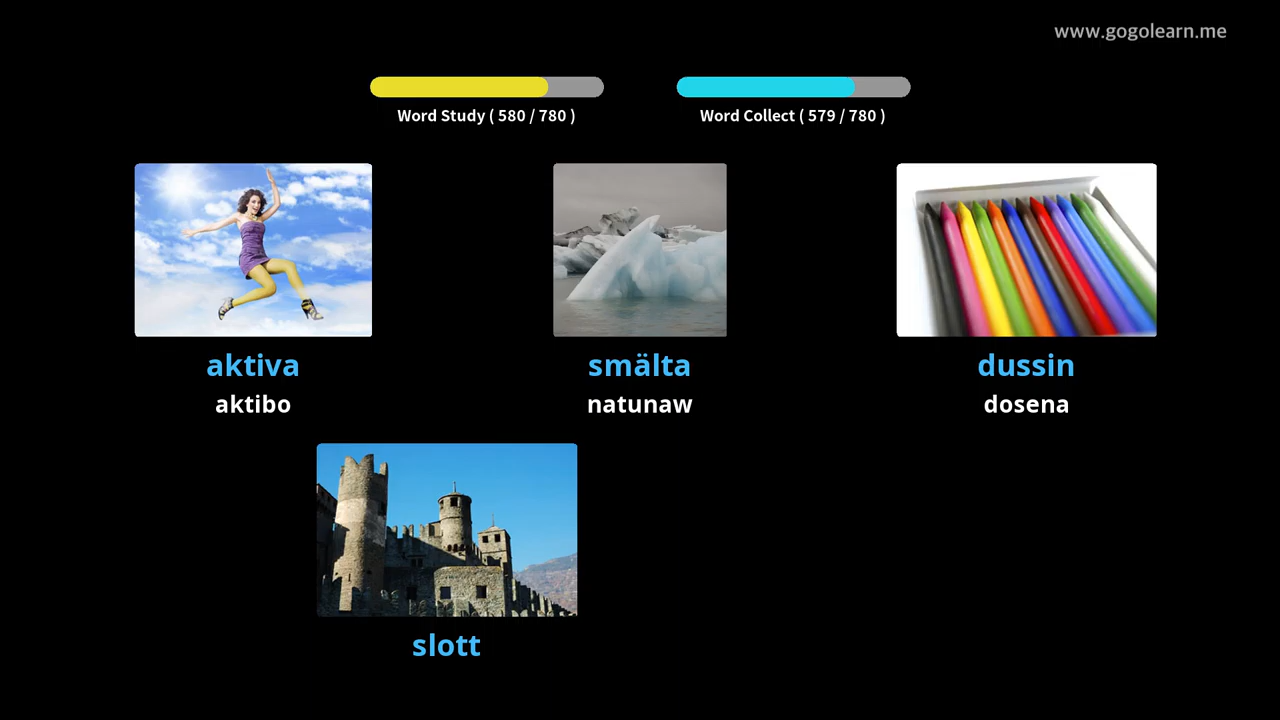 www.gogolearn.me
Word Study ( 580 / 780 )
Word Collect ( 579 / 780 )
aktiva
smälta
dussin
aktibo
natunaw
dosena
slott